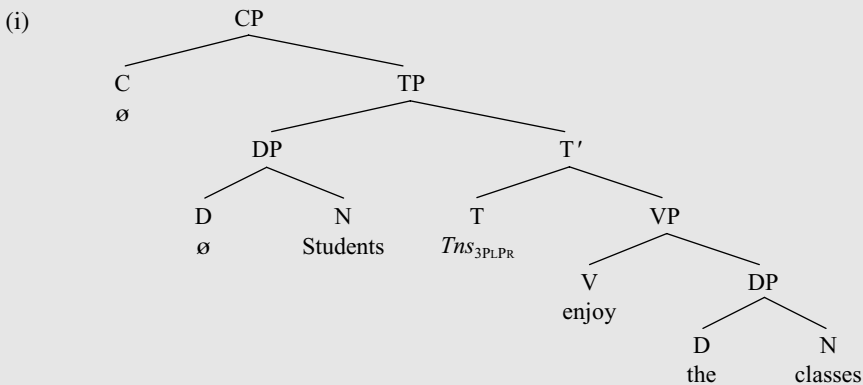 (i) CP
C TP
ø
DP T′
D N T VP
ø Students Tns3PLPR
V DP
enjoy
D N
the classes